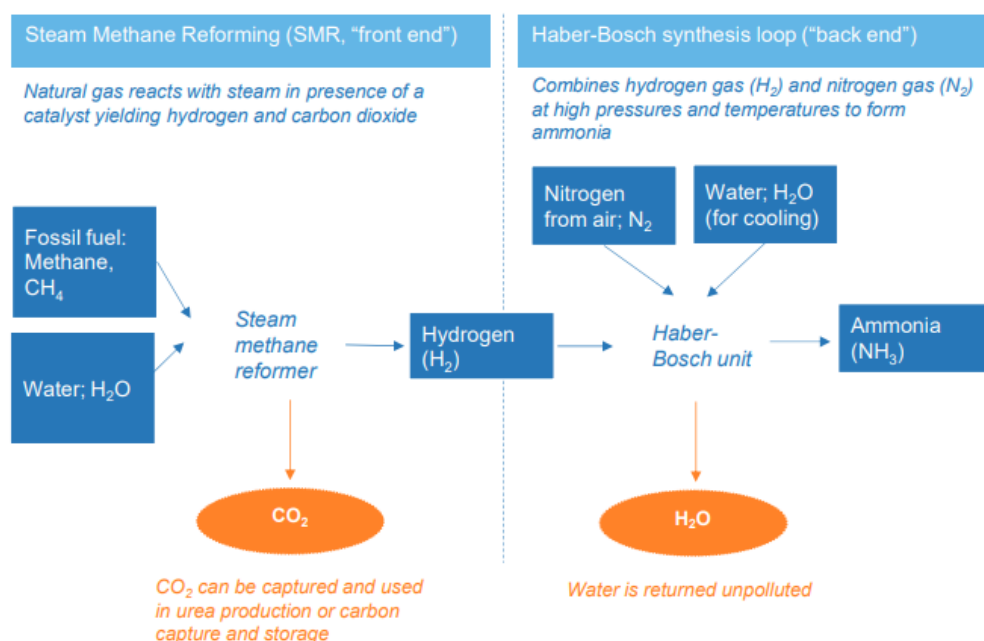 Steam Methane Reforming (SMR, “front end”)
Haber-Bosch synthesis loop (“back end”)
Natural gas reacts with steam in presence of a
catalyst yielding hydrogen and carbon dioxide
Combines hydrogen gas (H₂) and nitrogen gas (N₂)
at high pressures and temperatures to form
ammonia
Fossil fuel:
Methane,
CH₄
Water; H₂O
Steam
methane
reformer
Hydrogen
(H₂)
Nitrogen
from air; N₂
Water; H₂O
(for cooling)
Haber-
Bosch unit
Ammonia
(NH₃)
CO₂
H₂O
CO₂ can be captured and used
in urea production or carbon
capture and storage
Water is returned unpolluted